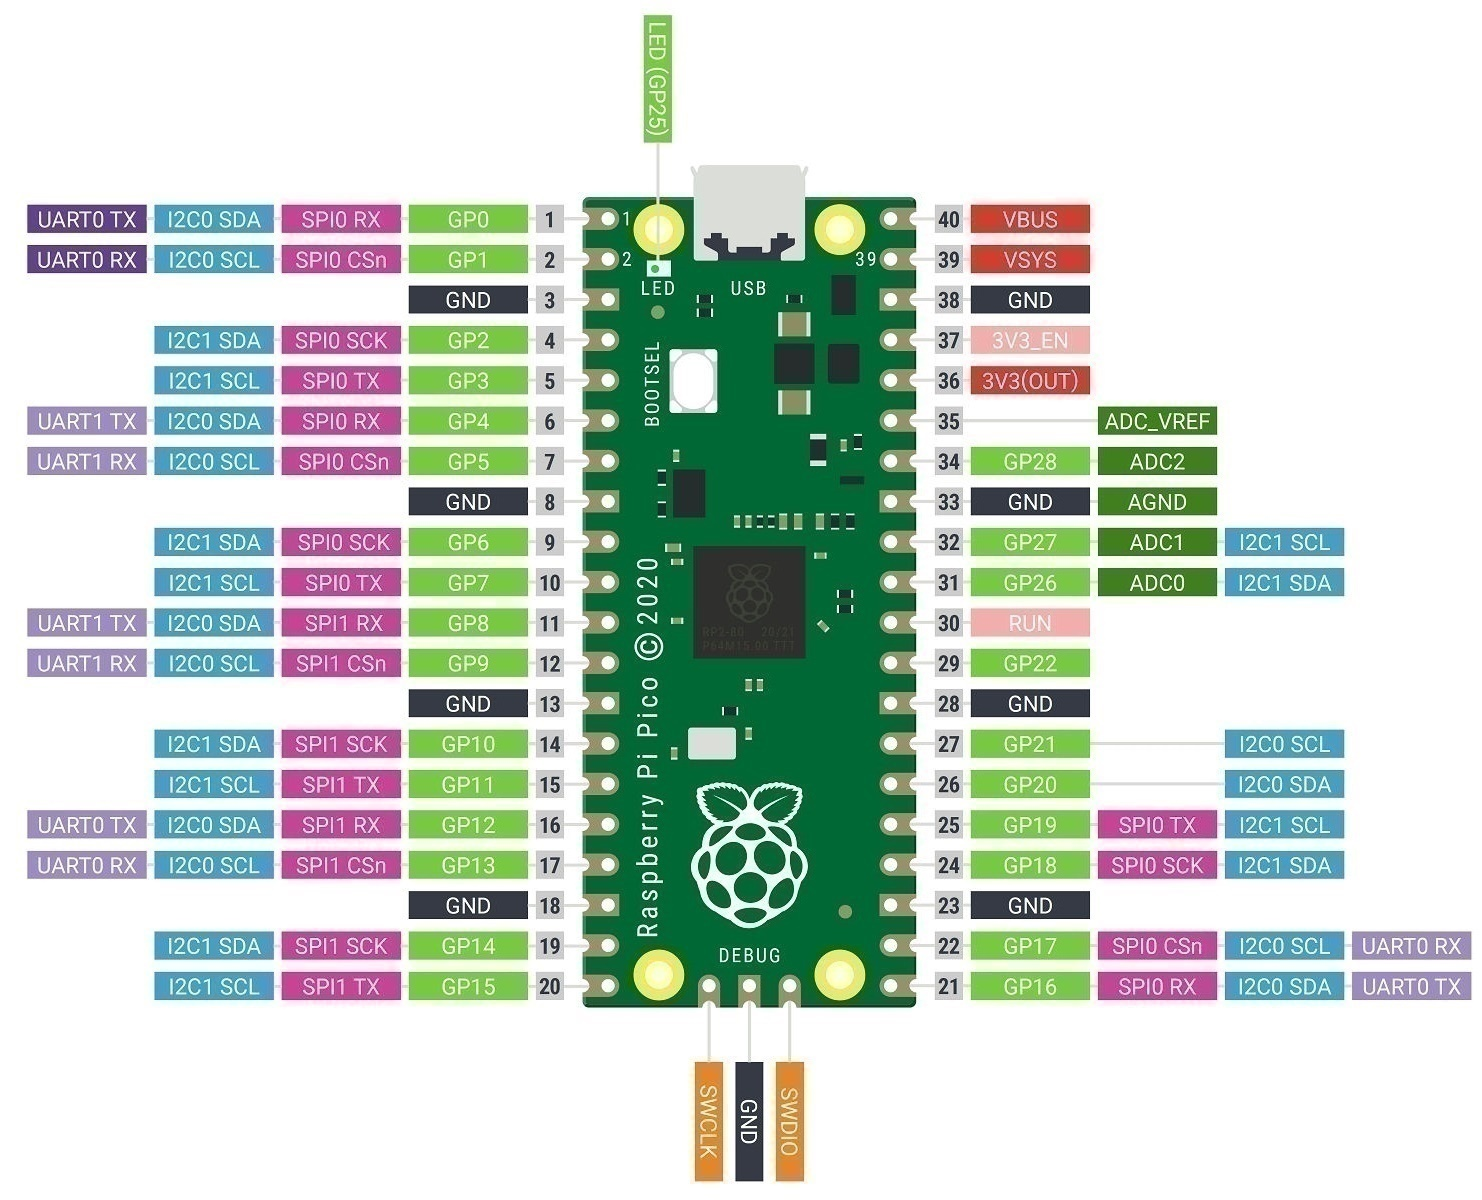 LED (GP25)
UART0 TX I2C0 SDA SPI0 RX GP0 1 1 40 VBUS
UART0 RX I2C0 SCL SPI0 CSn GP1 2 2 39 39 VSYS
LED USB
GND 3 38 GND
I2C1 SDA SPI0 SCK GP2 4 37 3V3_EN
I2C1 SCL SPI0 TX GP3 5 BOOTSEL 36 3V3(OUT)
UART1 TX I2C0 SDA SPI0 RX GP4 6 35 ADC_VREF
UART1 RX I2C0 SCL SPI0 CSn GP5 7 34 GP28 ADC2
GND 8 33 GND AGND
I2C1 SDA SPI0 SCK GP6 9 32 GP27 ADC1 I2C1 SCL
I2C1 SCL SPI0 TX GP7 10 31 GP26 ADC0 I2C1 SDA
UART1 TX I2C0 SDA SPI1 RX GP8 11 30 RUN
UART1 RX I2C0 SCL SPI1 CSn GP9 12 29 GP22
GND 13 28 GND
I2C1 SDA SPI1 SCK GP10 14 27 GP21 I2C0 SCL
I2C1 SCL SPI1 TX GP11 15 26 GP20 I2C0 SDA
UART0 TX I2C0 SDA SPI1 RX GP12 16 25 GP19 SPI0 TX I2C1 SCL
UART0 RX I2C0 SCL SPI1 CSn GP13 17 24 GP18 SPI0 SCK I2C1 SDA
GND 18 23 GND
I2C1 SDA SPI1 SCK GP14 19 22 GP17 SPI0 CSn I2C0 SCL UART0 RX
I2C1 SCL SPI1 TX GP15 20 21 GP16 SPI0 RX I2C0 SDA UART0 TX
Raspberry Pi Pico © 2020
RP2-B0 20/21
P64M15.00 TTT
DEBUG
SWCLK
GND
SWDIO